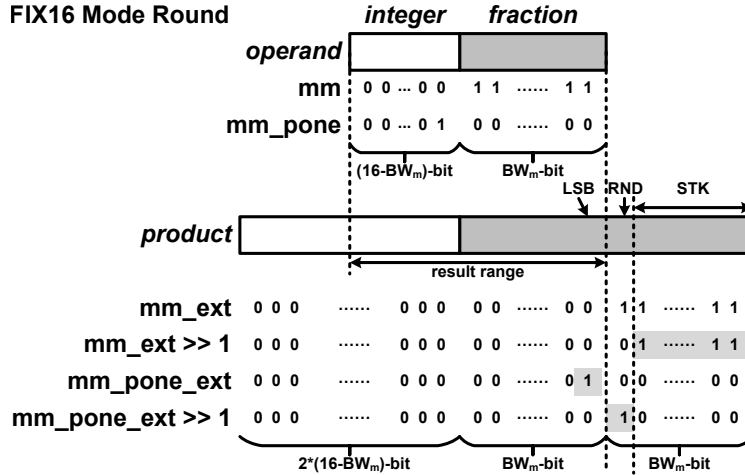 FIX16 Mode Round integer fraction
operand
mm 0 0 ... 0 0 1 1 ...... 1 1
mm_pone 0 0 ... 0 1 0 0 ...... 0 0
(16-BWm)-bit BWm-bit
LSB RND STK
product
result range
mm_ext 0 0 0 ...... 0 0 0 0 0 ...... 0 0 1 1 ...... 1 1
mm_ext >> 1 0 0 0 ...... 0 0 0 0 0 ...... 0 0 0 1 ...... 1 1
mm_pone_ext 0 0 0 ...... 0 0 0 0 0 ...... 0 1 0 0 ...... 0 0
mm_pone_ext >> 1 0 0 0 ...... 0 0 0 0 0 ...... 0 0 1 0 ...... 0 0
2*(16-BWm)-bit BWm-bit BWm-bit